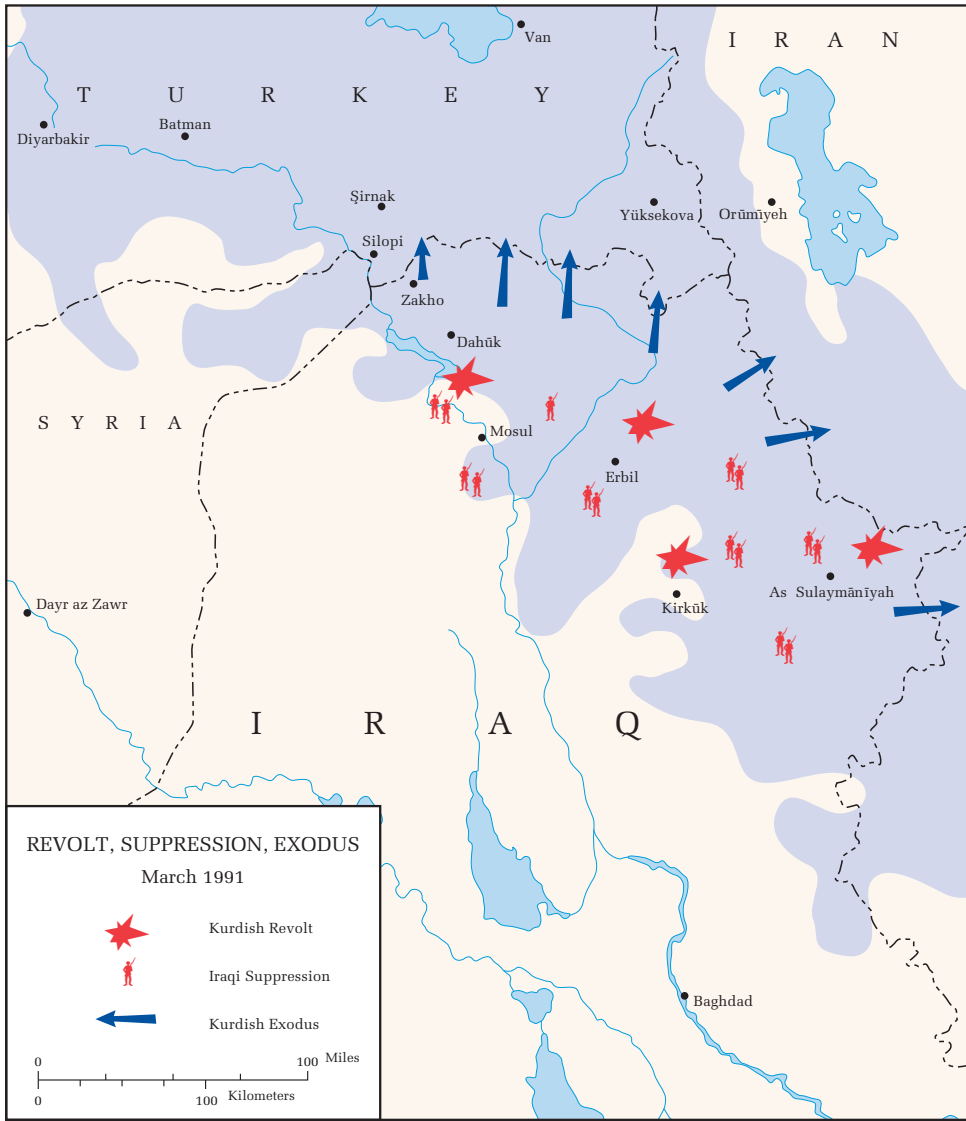 Van
I R A N
T U R K E Y
Diyarbakir
Batman
Şirnak
Yüksekova
Orūmīyeh
Silopi
Zakho
Dahūk
S Y R I A
Mosul
Erbil
As Sulaymānīyah
Kirkūk
Dayr az Zawr
I R A Q
Baghdad
REVOLT, SUPPRESSION, EXODUS
March 1991
Kurdish Revolt
Iraqi Suppression
Kurdish Exodus
0 100 Miles
0 100 Kilometers